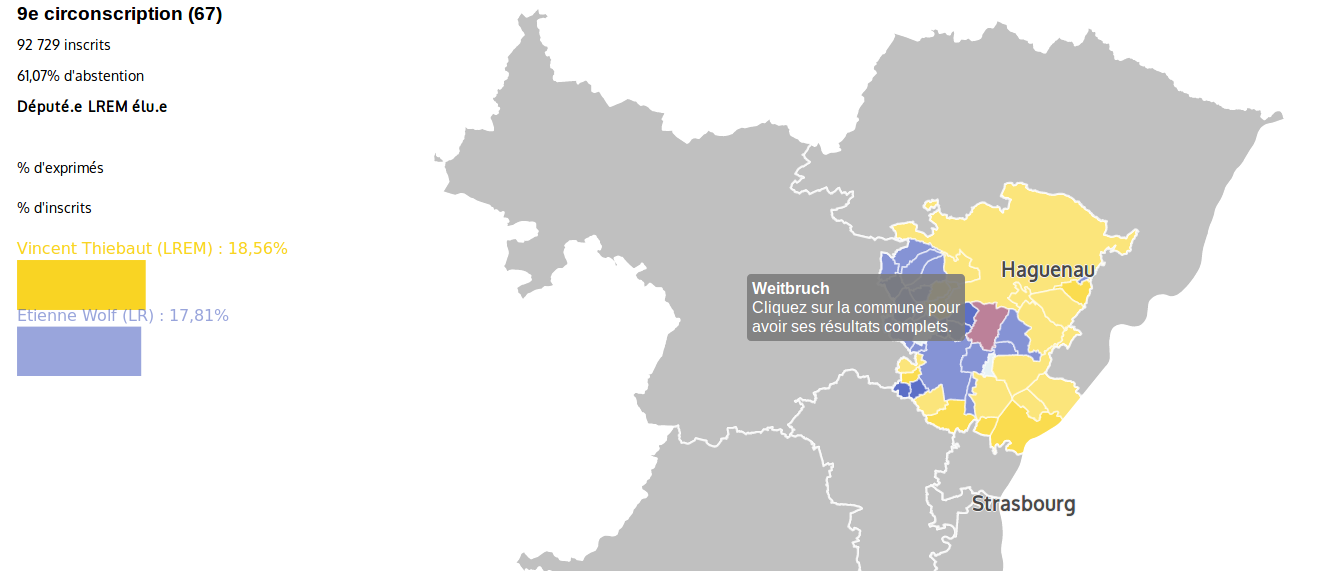 9e circonscription (67)
92 729 inscrits
61,07% d'abstention
Député.e LREM élu.e
% d'exprimés
% d'inscrits
Vincent Thiebaut (LREM) : 18,56%
Etienne Wolf (LR) : 17,81%
Haguenau
Weitbruch
Cliquez sur la commune pour
avoir ses résultats complets.
Strasbourg